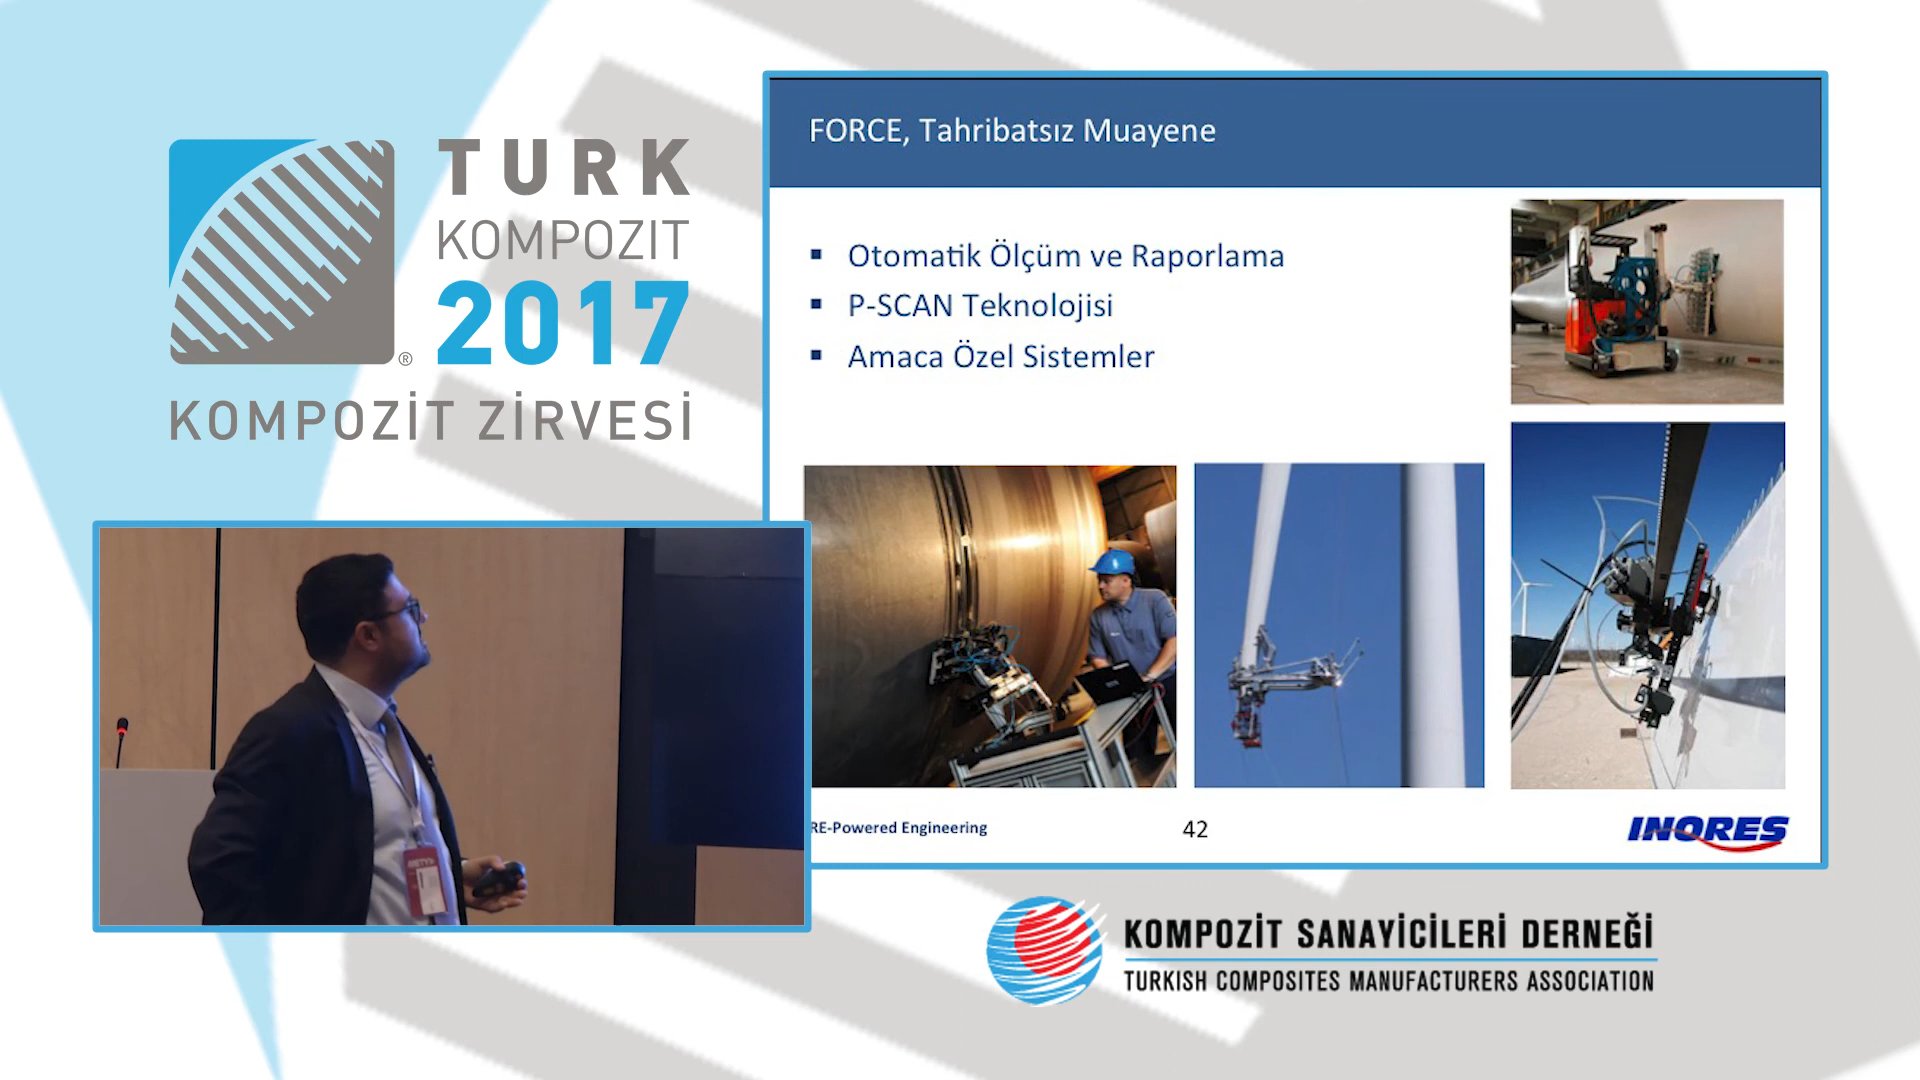 TURK
KOMPOZIT
2017
®
KOMPOZİT ZİRVESİ
FORCE, Tahribatsız Muayene
▪ Otomatik Ölçüm ve Raporlama
▪ P-SCAN Teknolojisi
▪ Amaca Özel Sistemler
RE-Powered Engineering
42
INORES
KOMPOZİT SANAYİCİLERİ DERNEĞİ
TURKISH COMPOSITES MANUFACTURERS ASSOCIATION